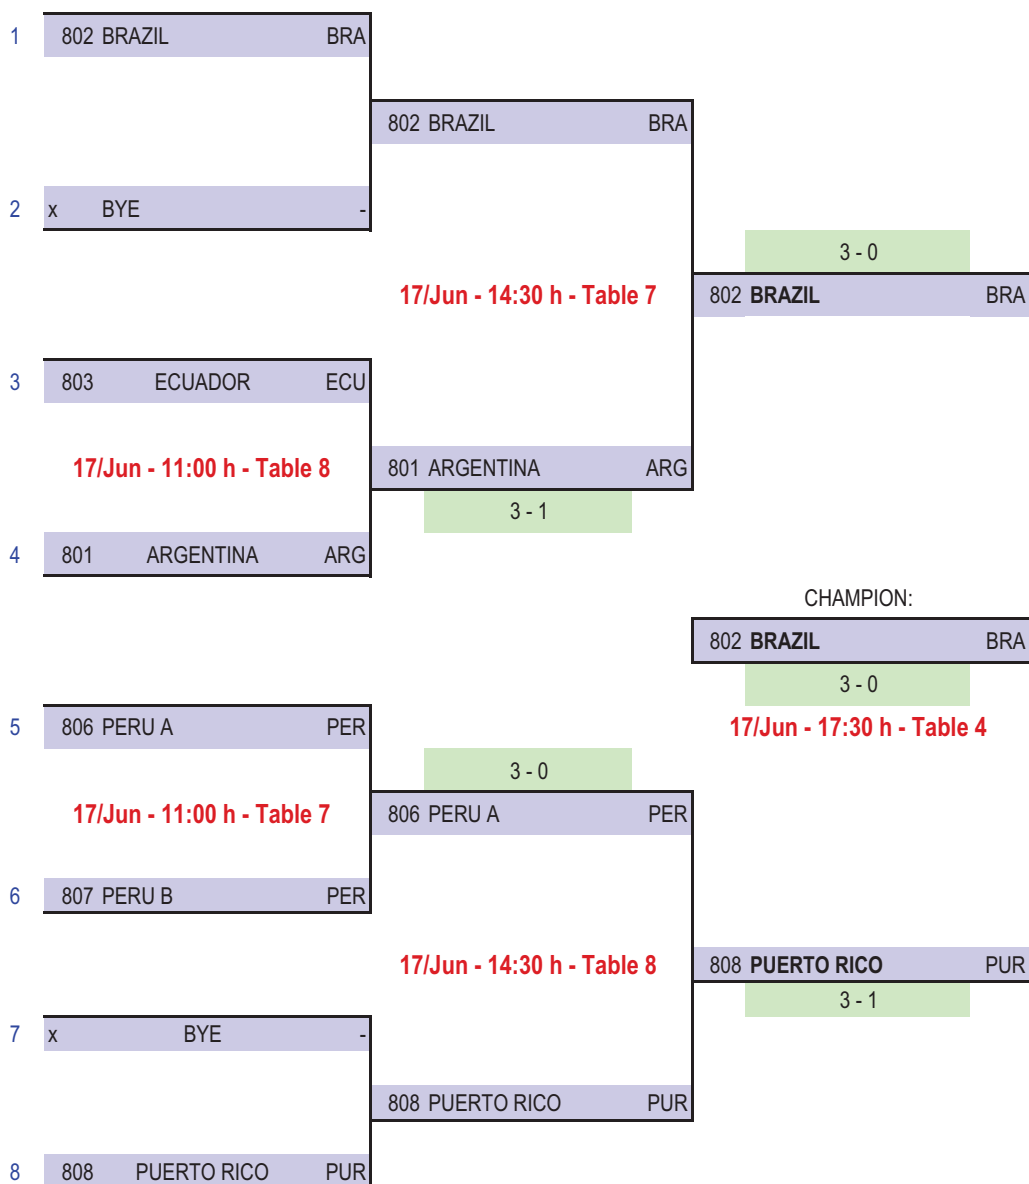 1 802 BRAZIL BRA
802 BRAZIL BRA
2 x BYE -
3 - 0
17/Jun - 14:30 h - Table 7
802 BRAZIL BRA
3 803 ECUADOR ECU
17/Jun - 11:00 h - Table 8
801 ARGENTINA ARG
3 - 1
4 801 ARGENTINA ARG
CHAMPION:
802 BRAZIL BRA
3 - 0
5 806 PERU A PER
17/Jun - 17:30 h - Table 4
3 - 0
17/Jun - 11:00 h - Table 7
806 PERU A PER
6 807 PERU B PER
17/Jun - 14:30 h - Table 8
808 PUERTO RICO PUR
3 - 1
7 x BYE -
808 PUERTO RICO PUR
8 808 PUERTO RICO PUR